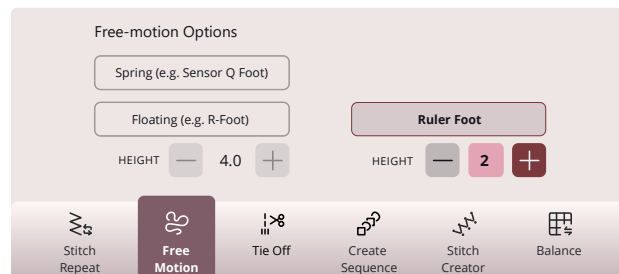 Free-motion Options
Spring (e.g. Sensor Q Foot)
Floating (e.g. R-Foot)
Ruler Foot
HEIGHT — 4.0 +
HEIGHT — 2 +
Stitch
Repeat
Free
Motion
Tie Off
Create
Sequence
Stitch
Creator
Balance